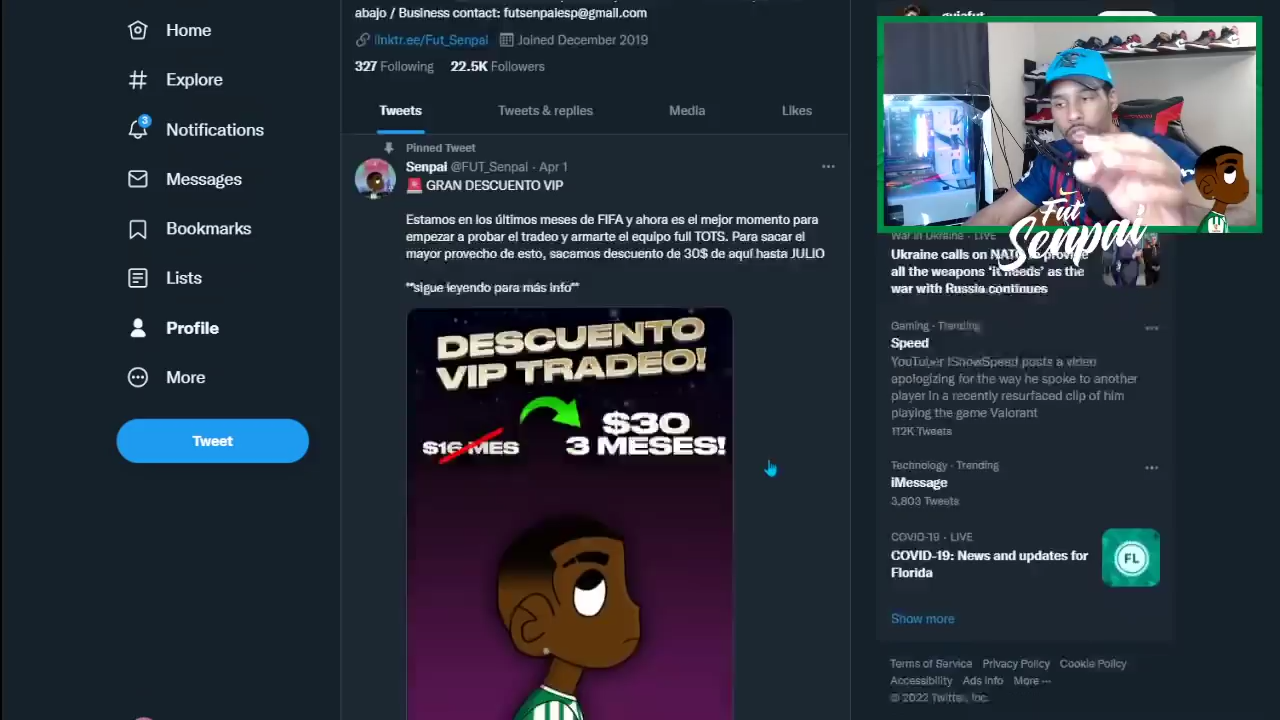 Home
Explore
3
Notifications
Messages
Bookmarks
Lists
Profile
More
Tweet
abajo / Business contact: futsenpaiesp@gmail.com
linktr.ee/Fut_Senpai Joined December 2019
327 Following 22.5K Followers
Tweets Tweets & replies Media Likes
Pinned Tweet
Senpai @FUT_Senpai · Apr 1
🚨 GRAN DESCUENTO VIP
Estamos en los últimos meses de FIFA y ahora es el mejor momento para
empezar a probar el tradeo y armarte el equipo full TOTS. Para sacar el
mayor provecho de esto, sacamos descuento de 30$ de aquí hasta JULIO
**sigue leyendo para más info**
DESCUENTO
VIP TRADEO!
$16 MES
$30
3 MESES!
Fut
Senpai
War in Ukraine · LIVE
Ukraine calls on NATO to provide
all the weapons ‘it needs’ as the
war with Russia continues
Gaming · Trending
Speed
YouTuber IShowSpeed posts a video
apologizing for the way he spoke to another
player in a recently resurfaced clip of him
playing the game Valorant
112K Tweets
Technology · Trending
iMessage
3,803 Tweets
COVID-19 · LIVE
COVID-19: News and updates for
Florida
FL
Show more
Terms of Service Privacy Policy Cookie Policy
Accessibility Ads info More ···
© 2022 Twitter, Inc.